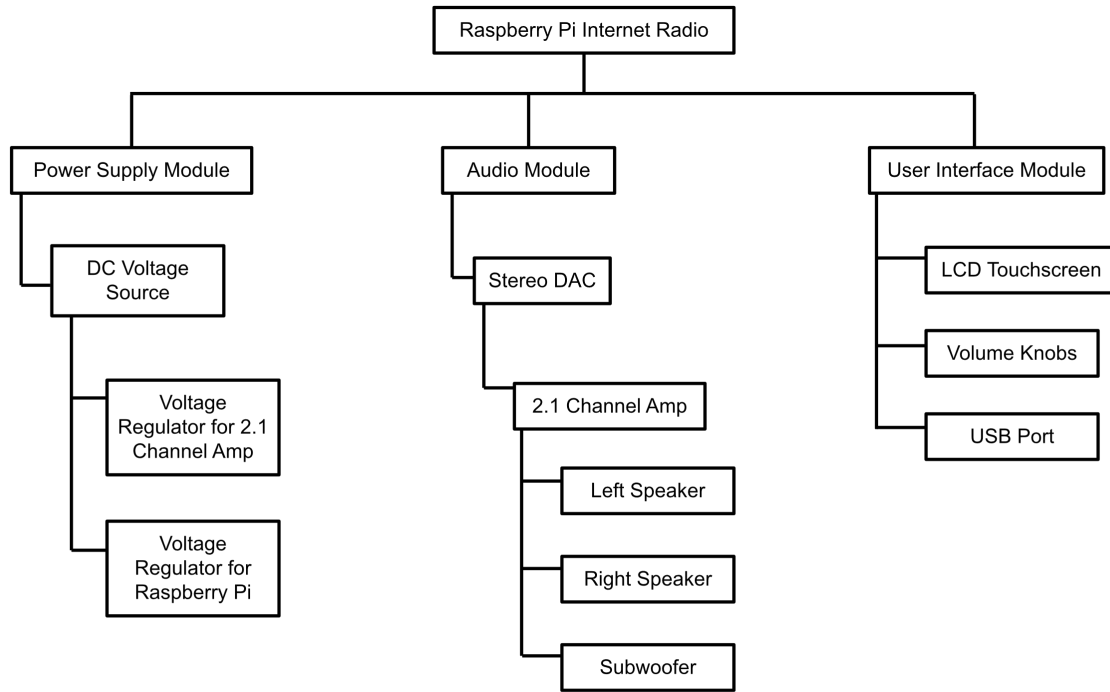 Raspberry Pi Internet Radio
Power Supply Module
DC Voltage
Source
Voltage
Regulator for 2.1
Channel Amp
Voltage
Regulator for
Raspberry Pi
Audio Module
Stereo DAC
2.1 Channel Amp
Left Speaker
Right Speaker
Subwoofer
User Interface Module
LCD Touchscreen
Volume Knobs
USB Port